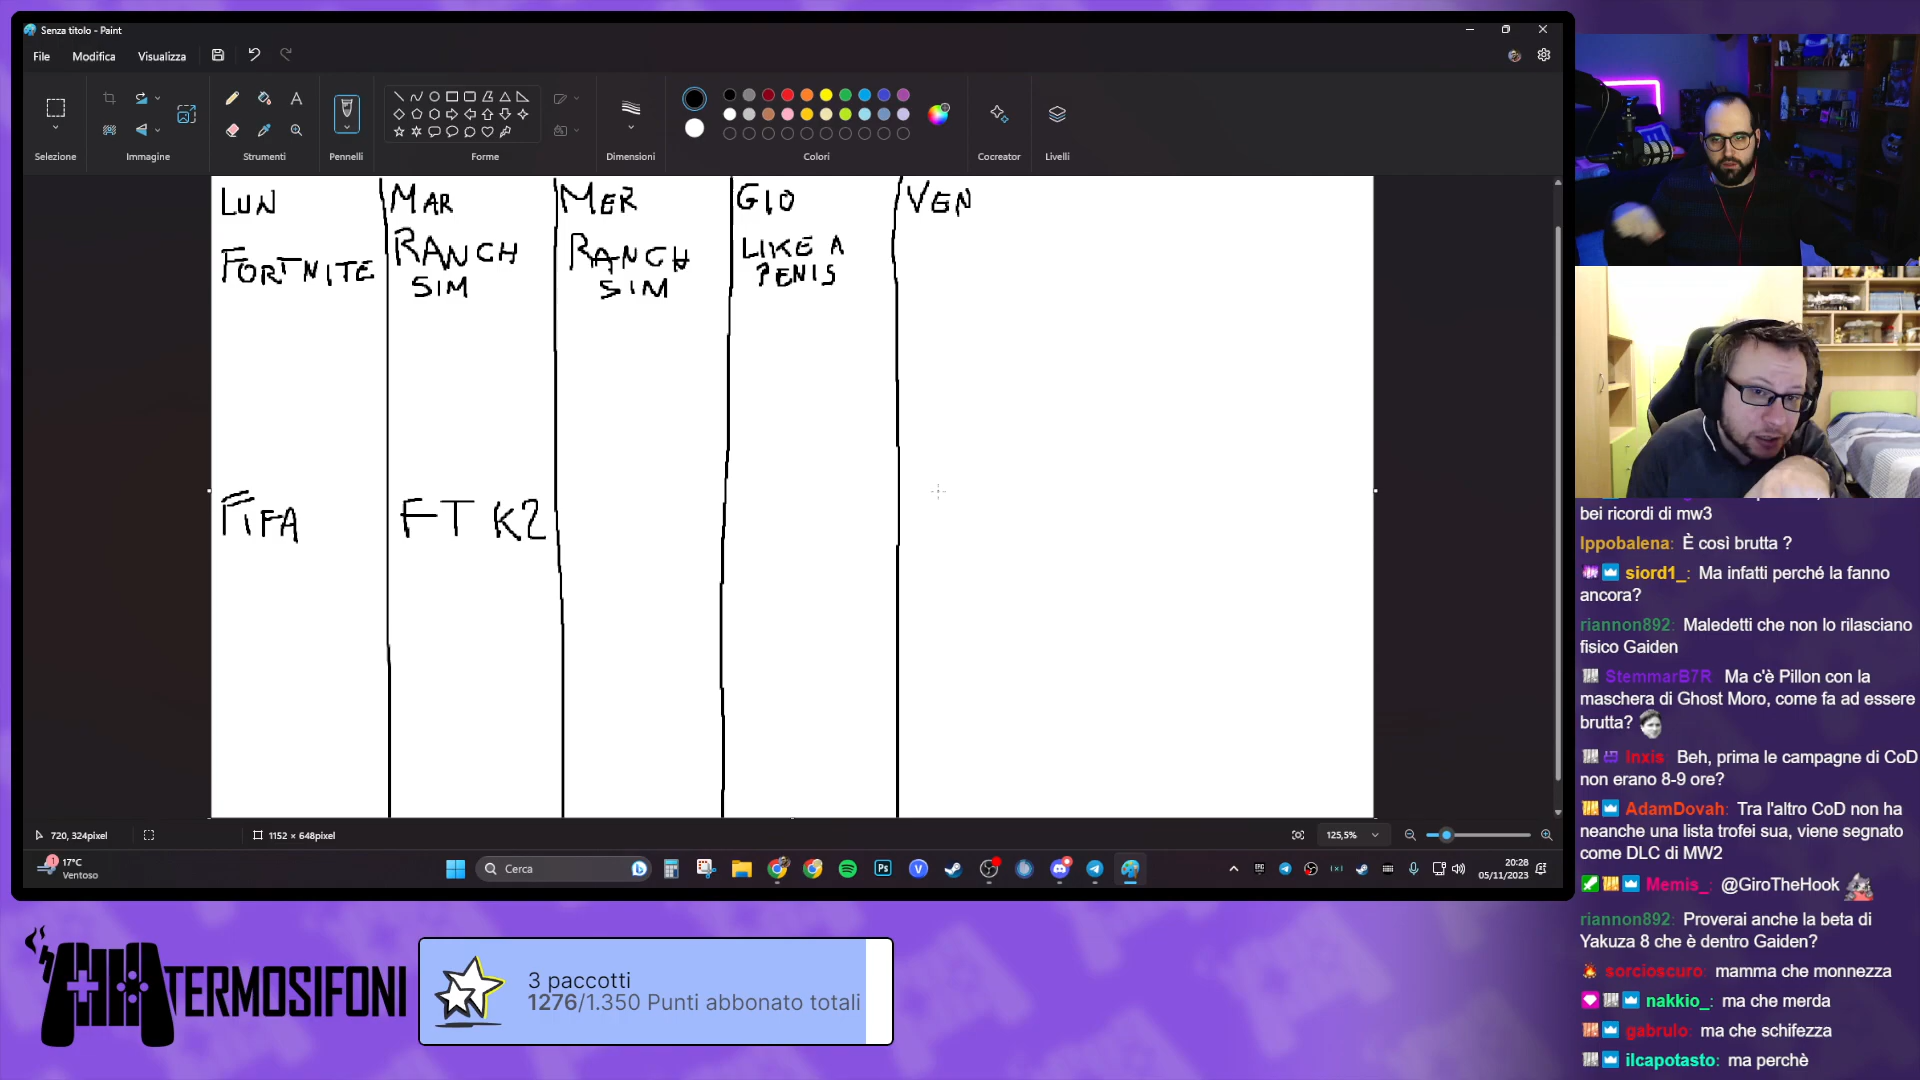 Senza titolo - Paint
File Modifica Visualizza
Selezione Immagine Strumenti Pennelli Forme Dimensioni Colori Cocreator Livelli
LUN MAR MER GIO VEN
FORTNITE RANCH SIM RANCH SIM LIKE A PENIS
FIFA FT K2
720, 324pixel 1152 × 648pixel 125,5%
1
17°C
Ventoso
Cerca
20:28
05/11/2023
TERMOSIFONI
3 paccotti
1276/1.350 Punti abbonato totali
bei ricordi di mw3
Ippobalena: È così brutta ?
siord1_: Ma infatti perché la fanno
ancora?
riannon892: Maledetti che non lo rilasciano
fisico Gaiden
StemmarB7R Ma c'è Pillon con la
maschera di Ghost Moro, come fa ad essere
brutta?
Inxis Beh, prima le campagne di CoD
non erano 8-9 ore?
AdamDovah: Tra l'altro CoD non ha
neanche una lista trofei sua, viene segnato
come DLC di MW2
Memis_: @GiroTheHook
riannon892: Proverai anche la beta di
Yakuza 8 che è dentro Gaiden?
sorcioscuro: mamma che monnezza
nakkio_: ma che merda
gabrulo: ma che schifezza
ilcapotasto: ma perchè